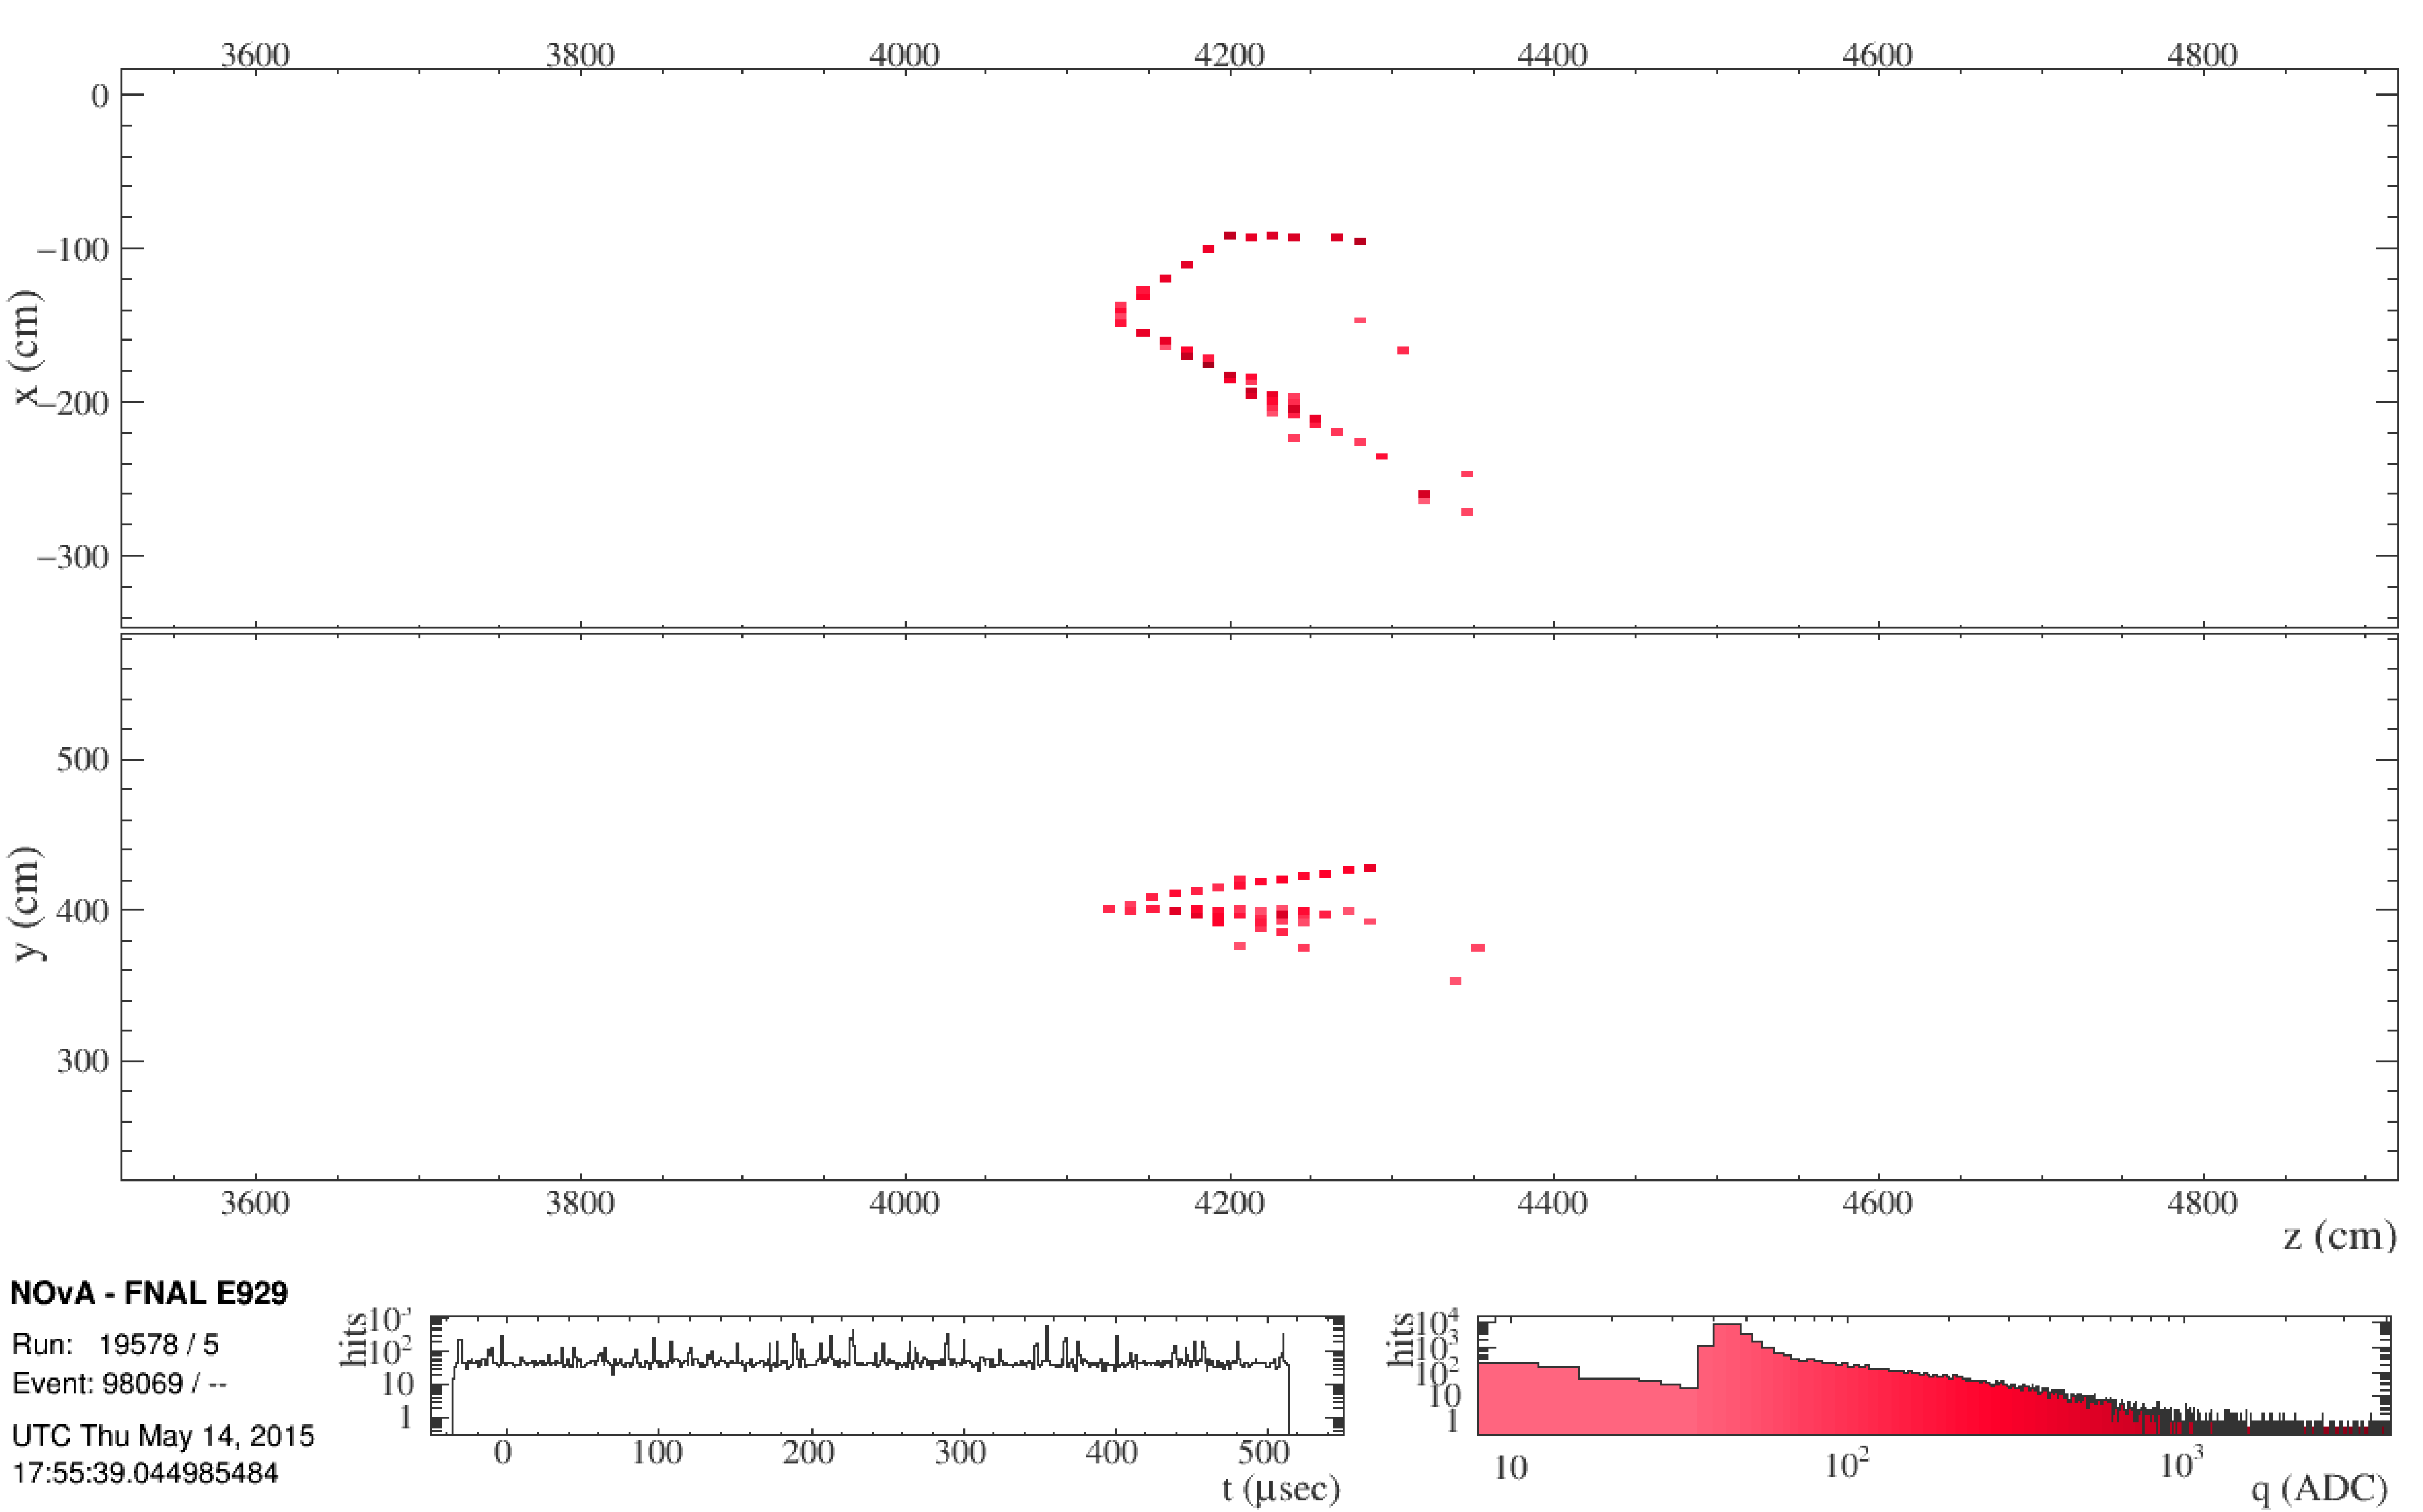 3600 3800 4000 4200 4400 4600 4800
0
−100
−200
−300
x (cm)
500
400
300
y (cm)
3600 3800 4000 4200 4400 4600 4800
z (cm)
NOvA - FNAL E929
Run: 19578 / 5
Event: 98069 / --
UTC Thu May 14, 2015
17:55:39.044985484
hits
10²
10
1
0 100 200 300 400 500
t (μsec)
hits
10⁴
10³
10²
10
1
10 10² 10³
q (ADC)